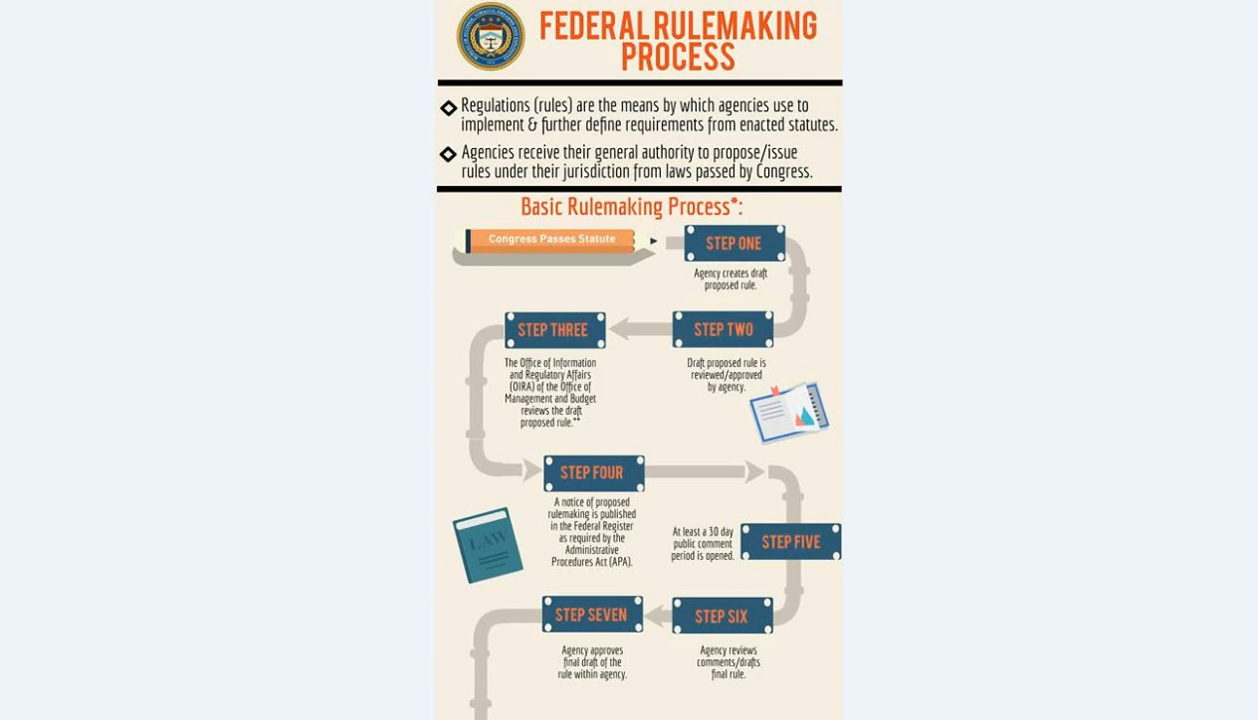 FEDERAL RULEMAKING
PROCESS
Regulations (rules) are the means by which agencies use to
implement & further define requirements from enacted statutes.
Agencies receive their general authority to propose/issue
rules under their jurisdiction from laws passed by Congress.
Basic Rulemaking Process*:
Congress Passes Statute
STEP ONE
Agency creates draft
proposed rule.
STEP TWO
Draft proposed rule is
reviewed/approved
by agency.
STEP THREE
The Office of Information
and Regulatory Affairs
(OIRA) of the Office of
Management and Budget
reviews the draft
proposed rule.**
STEP FOUR
A notice of proposed
rulemaking is published
in the Federal Register
as required by the
Administrative
Procedures Act (APA).
LAW
STEP FIVE
At least a 30 day
public comment
period is opened.
STEP SIX
Agency reviews
comments/drafts
final rule.
STEP SEVEN
Agency approves
final draft of the
rule within agency.